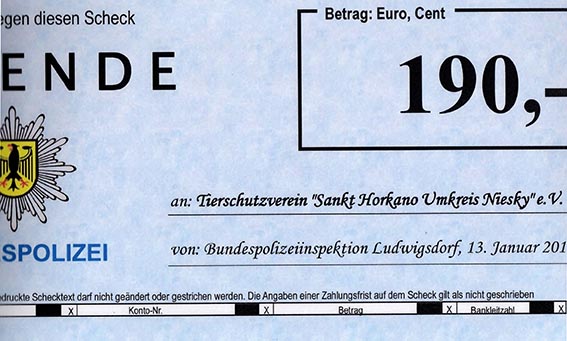 egen diesen Scheck
Betrag: Euro, Cent
ENDE
190,-
an: Tierschutzverein "Sankt Horkano Umkreis Niesky" e.V.
SPOLIZEI
von: Bundespolizeiinspektion Ludwigsdorf, 13. Januar 201
edruckte Schecktext darf nicht geändert oder gestrichen werden. Die Angaben einer Zahlungsfrist auf dem Scheck gilt als nicht geschrieben
X Konto-Nr. X Betrag X Bankleitzahl X